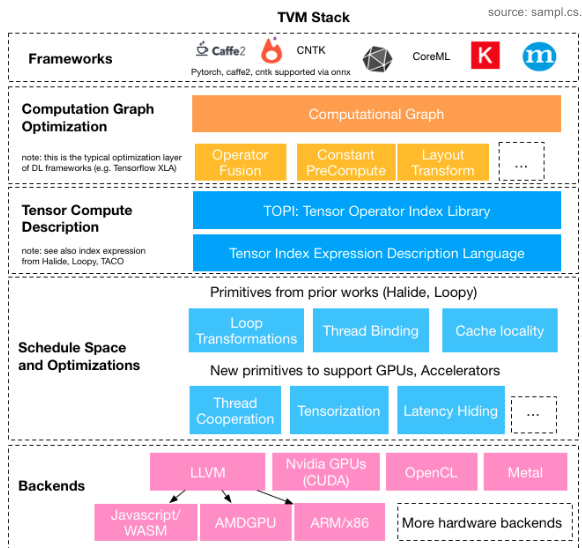 TVM Stack
source: sampl.cs.
Frameworks
Caffe2
CNTK
CoreML
K
m
Pytorch, caffe2, cntk supported via onnx
Computation Graph
Optimization
note: this is the typical optimization layer
of DL frameworks (e.g. Tensorflow XLA)
Computational Graph
Operator
Fusion
Constant
PreCompute
Layout
Transform
...
Tensor Compute
Description
note: see also index expression
from Halide, Loopy, TACO
TOPI: Tensor Operator Index Library
Tensor Index Expression Description Language
Schedule Space
and Optimizations
Primitives from prior works (Halide, Loopy)
Loop
Transformations
Thread Binding
Cache locality
New primitives to support GPUs, Accelerators
Thread
Cooperation
Tensorization
Latency Hiding
...
Backends
LLVM
Nvidia GPUs
(CUDA)
OpenCL
Metal
Javascript/
WASM
AMDGPU
ARM/x86
More hardware backends